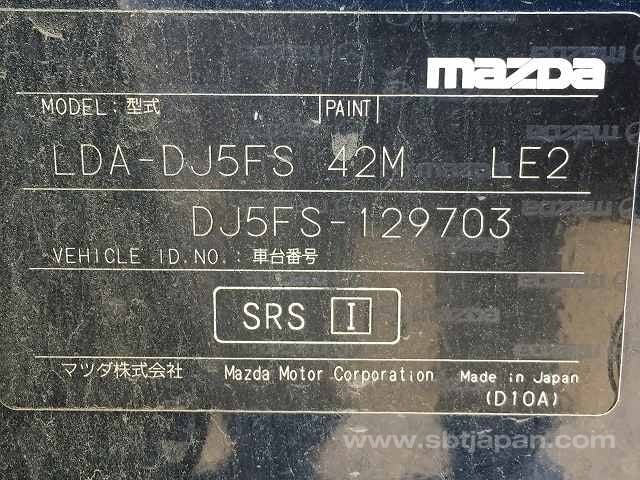 mazda
MODEL: 型式 PAINT
LDA-DJ5FS 42M LE2
DJ5FS-129703
VEHICLE ID.NO.: 車台番号
SRS I
マツダ株式会社 Mazda Motor Corporation Made in Japan
(D10A)
www.sbtjapan.com